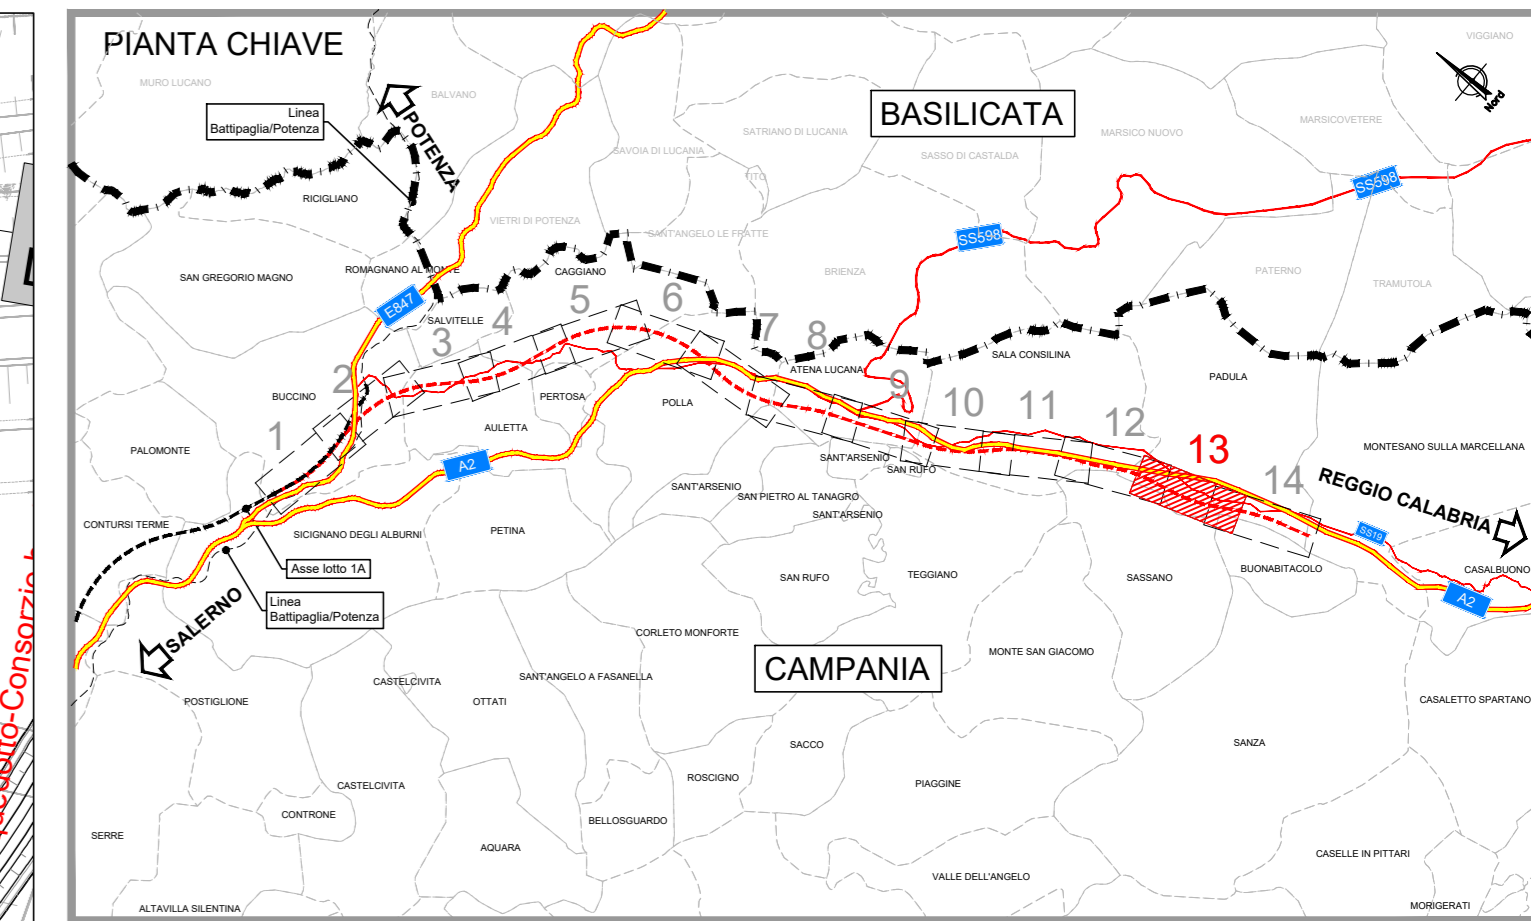 PIANTA CHIAVE
VIGGIANO
MURO LUCANO
BALVANO
Nord
Linea
Battipaglia/Potenza
BASILICATA
POTENZA
SATRIANO DI LUCANIA
MARSICO NUOVO
MARSICOVETERE
SAVOIA DI LUCANIA
SASSO DI CASTALDA
TITO
SS598
RICIGLIANO
VIETRI DI POTENZA
SANT'ANGELO LE FRATTE
SS598
SAN GREGORIO MAGNO
ROMAGNANO AL MONTE
CAGGIANO
BRIENZA
PATERNO
TRAMUTOLA
E847
SALVITELLE
3
4
5
6
7
8
SALA CONSILINA
ATENA LUCANA
PADULA
2
BUCCINO
PERTOSA
POLLA
9
10
11
12
13
1
AULETTA
PALOMONTE
MONTESANO SULLA MARCELLANA
A2
SANT'ARSENIO
SAN RUFO
14
REGGIO CALABRIA
SANT'ARSENIO
SAN PIETRO AL TANAGRO
SANT'ARSENIO
CONTURSI TERME
SICIGNANO DEGLI ALBURNI
PETINA
SS19
Asse lotto 1A
SAN RUFO
TEGGIANO
SASSANO
BUONABITACOLO
CASALBUONO
A2
Linea
Battipaglia/Potenza
SALERNO
CORLETO MONFORTE
MONTE SAN GIACOMO
CAMPANIA
CASTELCIVITA
SANT'ANGELO A FASANELLA
POSTIGLIONE
OTTATI
CASALETTO SPARTANO
SACCO
SANZA
ROSCIGNO
PIAGGINE
CASTELCIVITA
CONTRONE
BELLOSGUARDO
SERRE
AQUARA
CASELLE IN PITTARI
VALLE DELL'ANGELO
ALTAVILLA SILENTINA
MORIGERATI